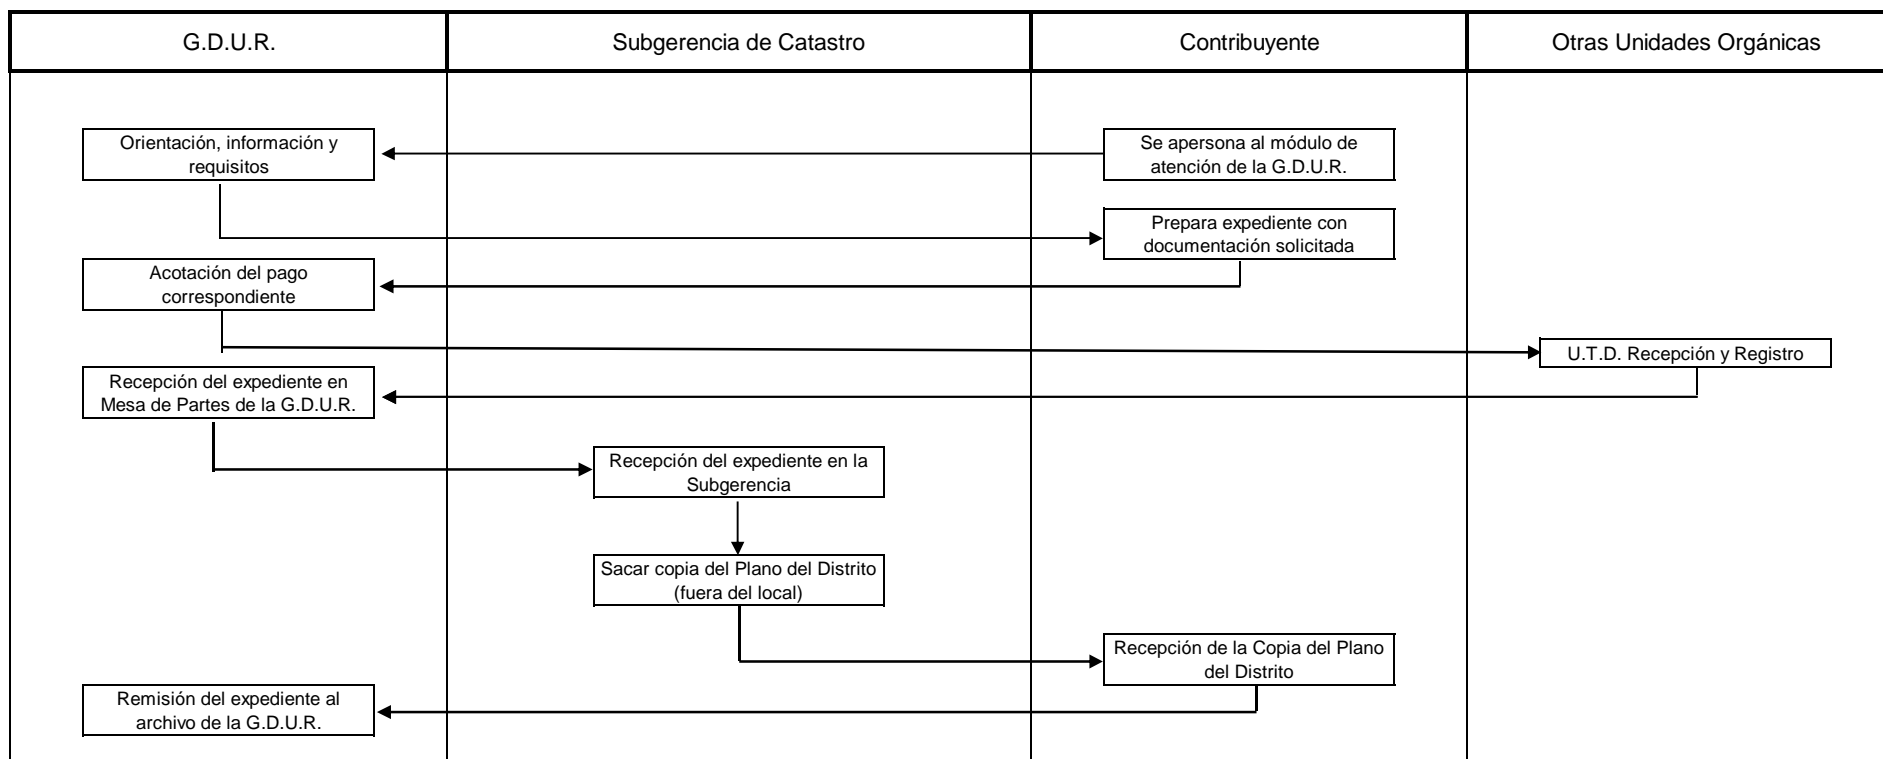 G.D.U.R.
Subgerencia de Catastro
Contribuyente
Otras Unidades Orgánicas
Orientación, información y
requisitos
Se apersona al módulo de
atención de la G.D.U.R.
Prepara expediente con
documentación solicitada
Acotación del pago
correspondiente
U.T.D. Recepción y Registro
Recepción del expediente en
Mesa de Partes de la G.D.U.R.
Recepción del expediente en la
Subgerencia
Sacar copia del Plano del Distrito
(fuera del local)
Recepción de la Copia del Plano
del Distrito
Remisión del expediente al
archivo de la G.D.U.R.